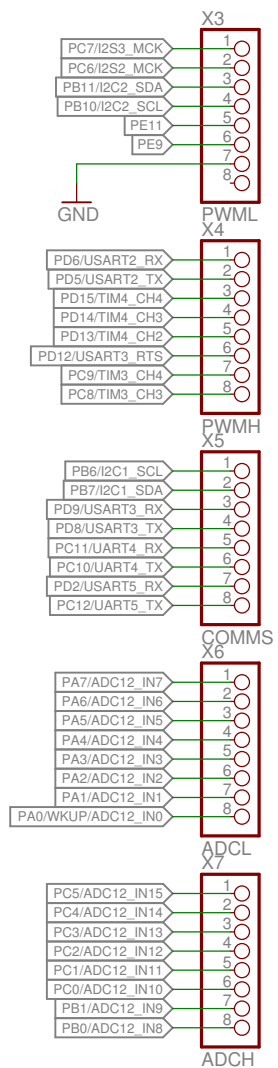 X3
PC7/I2S3_MCK 1
PC6/I2S2_MCK 2
PB11/I2C2_SDA 3
PB10/I2C2_SCL 4
PE11 5
PE9 6
7
8
GND
PWML
X4
PD6/USART2_RX 1
PD5/USART2_TX 2
PD15/TIM4_CH4 3
PD14/TIM4_CH3 4
PD13/TIM4_CH2 5
PD12/USART3_RTS 6
PC9/TIM3_CH4 7
PC8/TIM3_CH3 8
PWMH
X5
PB6/I2C1_SCL 1
PB7/I2C1_SDA 2
PD9/USART3_RX 3
PD8/USART3_TX 4
PC11/UART4_RX 5
PC10/UART4_TX 6
PD2/USART5_RX 7
PC12/UART5_TX 8
COMMS
X6
PA7/ADC12_IN7 1
PA6/ADC12_IN6 2
PA5/ADC12_IN5 3
PA4/ADC12_IN4 4
PA3/ADC12_IN3 5
PA2/ADC12_IN2 6
PA1/ADC12_IN1 7
PA0/WKUP/ADC12_IN0 8
ADCL
X7
PC5/ADC12_IN15 1
PC4/ADC12_IN14 2
PC3/ADC12_IN13 3
PC2/ADC12_IN12 4
PC1/ADC12_IN11 5
PC0/ADC12_IN10 6
PB1/ADC12_IN9 7
PB0/ADC12_IN8 8
ADCH